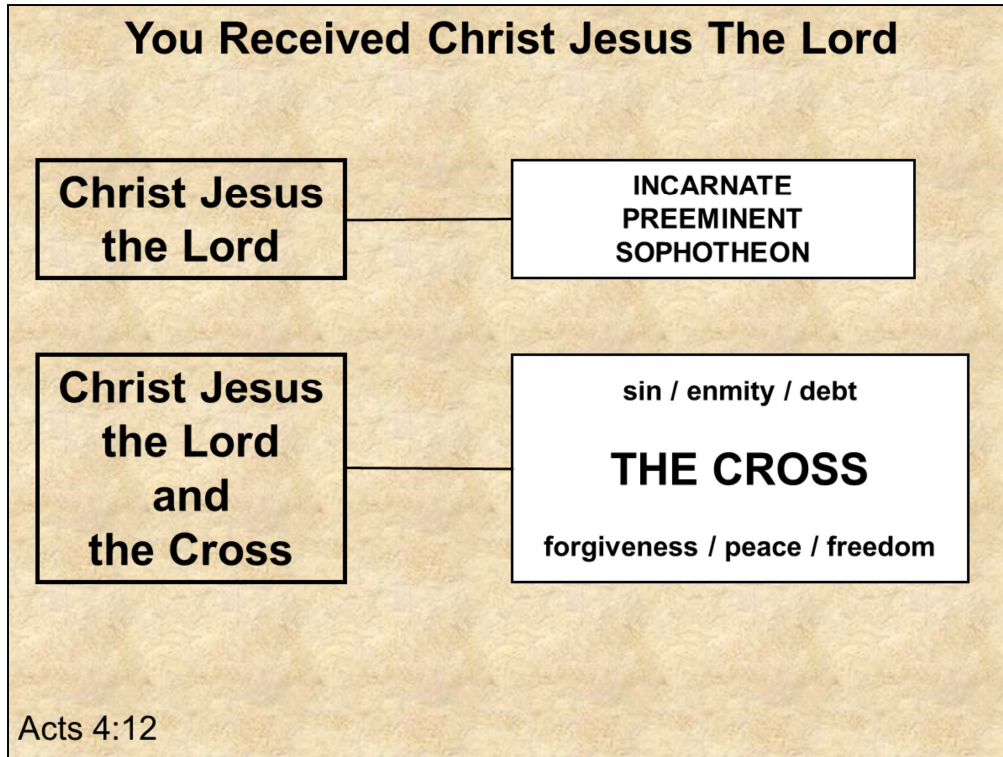 You Received Christ Jesus The Lord
Christ Jesus
the Lord
INCARNATE
PREEMINENT
SOPHOTHEON
Christ Jesus
the Lord
and
the Cross
sin / enmity / debt
THE CROSS
forgiveness / peace / freedom
Acts 4:12